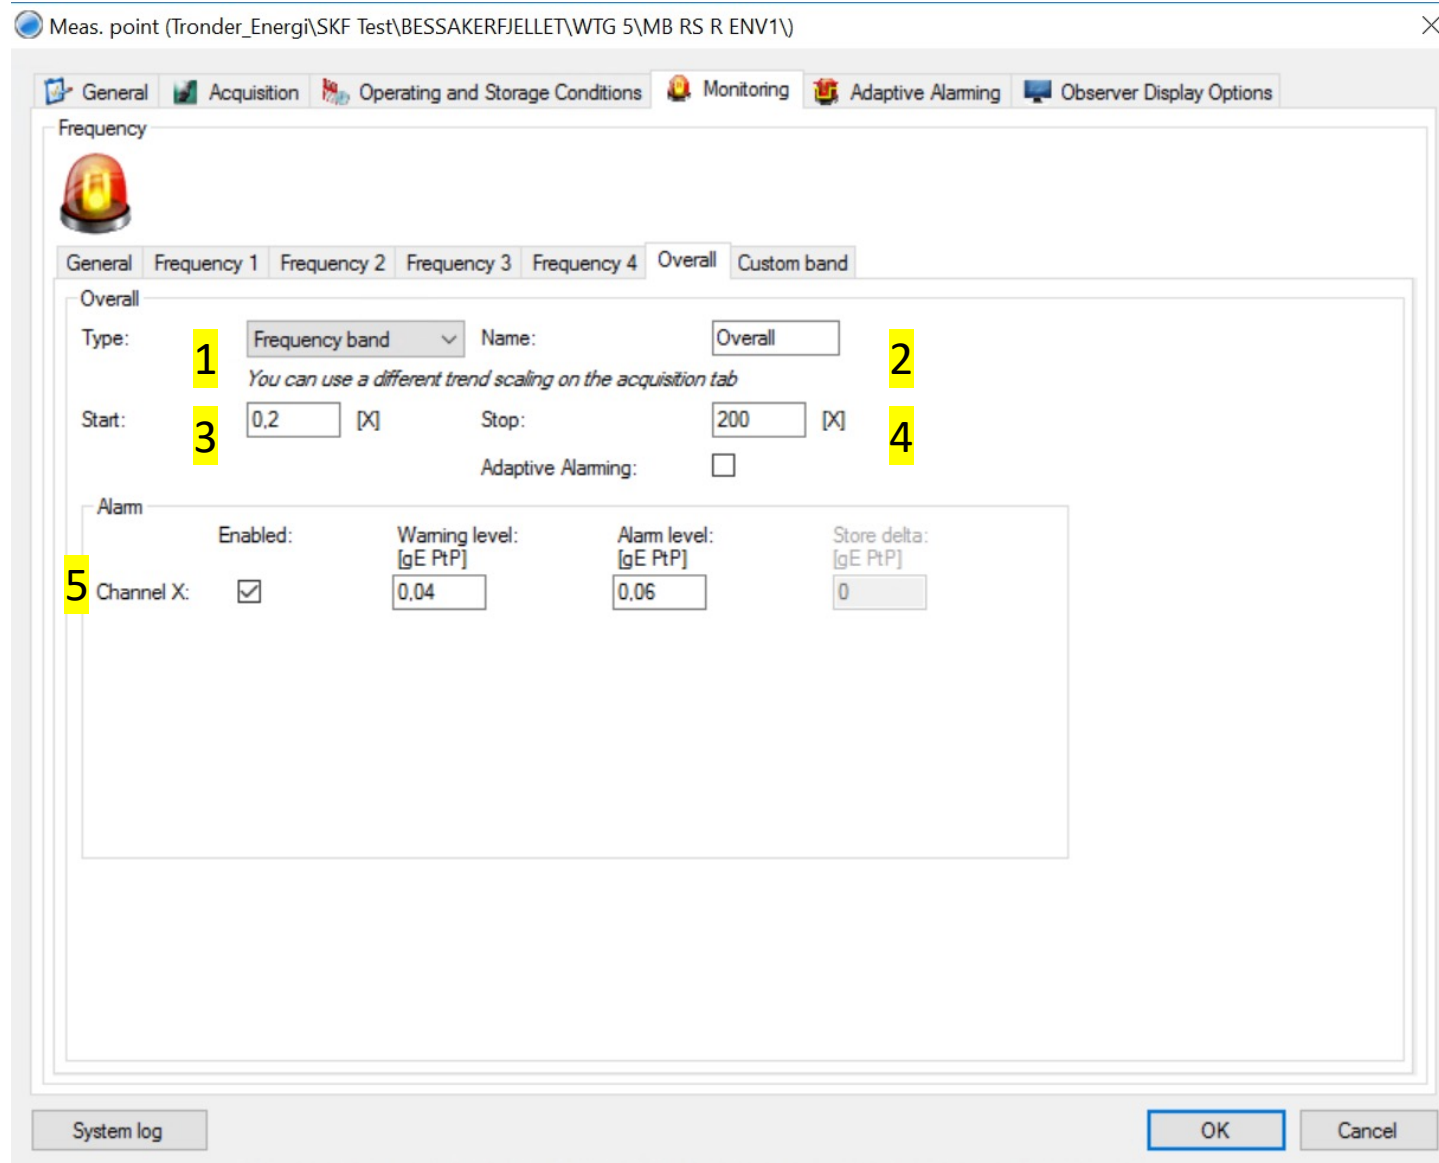 Meas. point (Tronder_Energi\SKF Test\BESSAKERFJELLET\WTG 5\MB RS R ENV1\)
General Acquisition Operating and Storage Conditions Monitoring Adaptive Alarming Observer Display Options
Frequency
General Frequency 1 Frequency 2 Frequency 3 Frequency 4 Overall Custom band
Overall
Type: 1 Frequency band Name: Overall 2
You can use a different trend scaling on the acquisition tab
Start: 3 0,2 [X] Stop: 200 [X] 4
Adaptive Alarming:
Alarm
Enabled: Warning level: Alarm level: Store delta:
[gE PtP] [gE PtP] [gE PtP]
5 Channel X: 0,04 0,06 0
System log OK Cancel